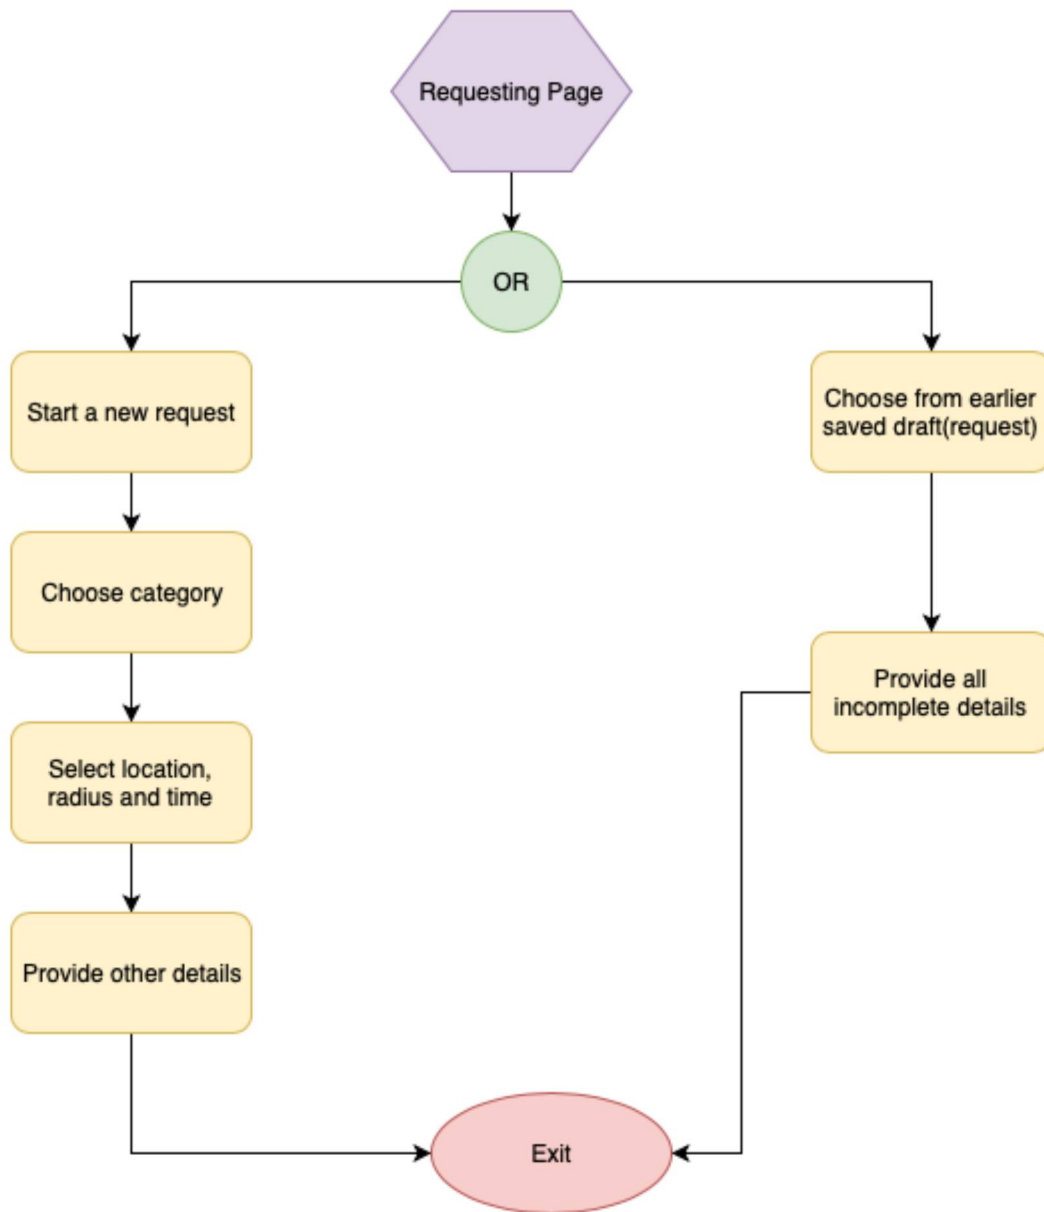 Requesting Page
OR
Start a new request
Choose category
Select location,
radius and time
Provide other details
Choose from earlier
saved draft(request)
Provide all
incomplete details
Exit